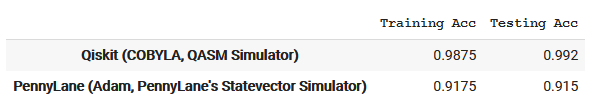 Training Acc Testing Acc
Qiskit (COBYLA, QASM Simulator) 0.9875 0.992
PennyLane (Adam, PennyLane's Statevector Simulator) 0.9175 0.915